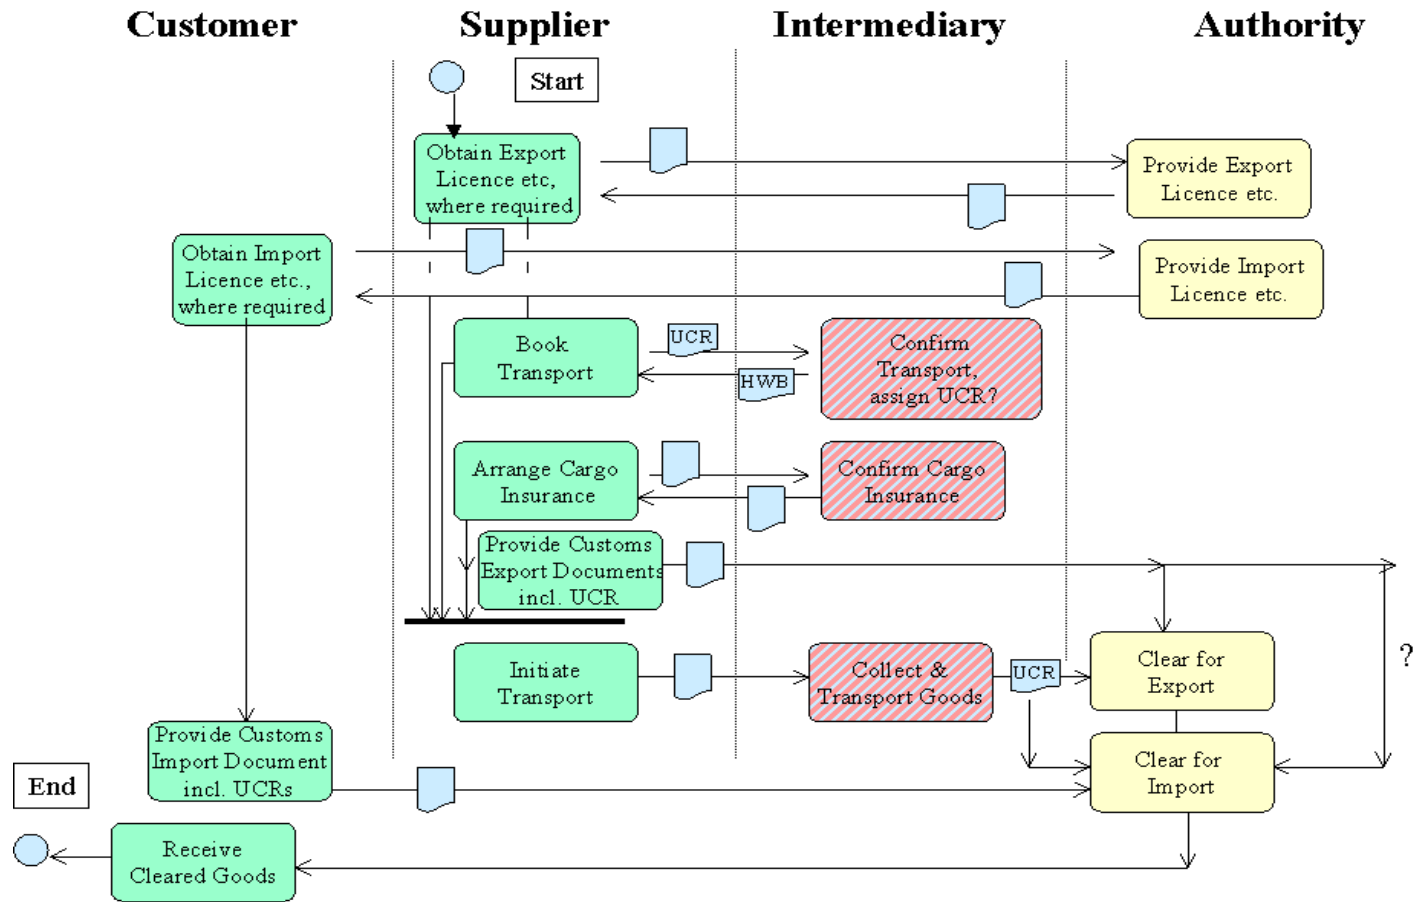 Customer
Supplier
Intermediary
Authority
Start
Obtain Export
Licence etc,
where required
Provide Export
Licence etc.
Obtain Import
Licence etc.,
where required
Provide Import
Licence etc.
Book
Transport
UCR
HWB
Confirm
Transport,
assign UCR?
Arrange Cargo
Insurance
Confirm Cargo
Insurance
Provide Customs
Export Documents
incl. UCR
Initiate
Transport
Collect &
Transport Goods
UCR
Clear for
Export
?
Provide Customs
Import Document
incl. UCRs
Clear for
Import
End
Receive
Cleared Goods